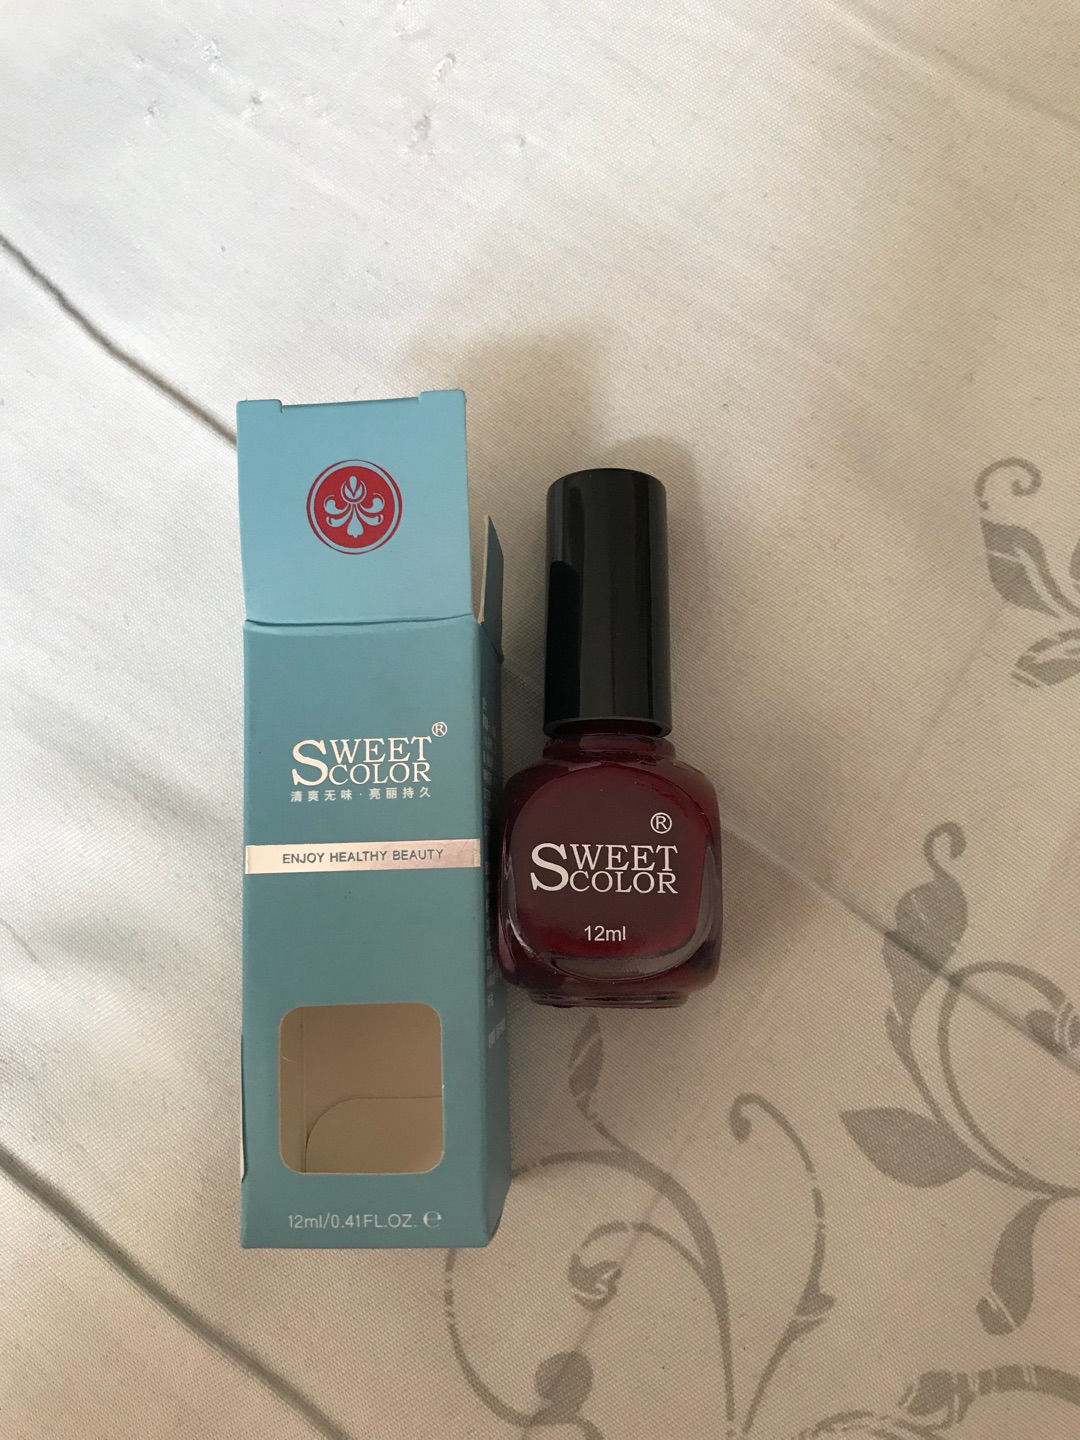 SWEET COLOR®
清爽无味·亮丽持久
ENJOY HEALTHY BEAUTY
12ml/0.41FL.OZ. ℮
®
SWEET
COLOR
12ml